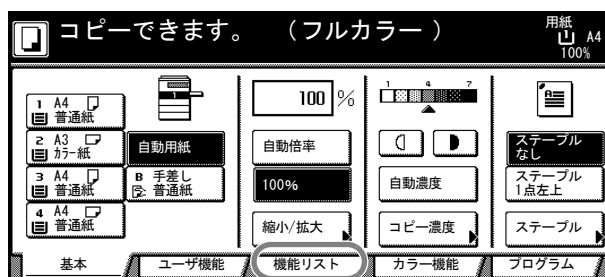 コピーできます。 （フルカラー）
用紙
A4
100%
1 A4
普通紙
2 A3
カラー紙
3 A4
普通紙
4 A4
普通紙
自動用紙
B 手差し
普通紙
100 %
自動倍率
100%
縮小/拡大
1 4 7
自動濃度
コピー濃度
ステープル
なし
ステープル
1点左上
ステープル
基本
ユーザ機能
機能リスト
カラー機能
プログラム